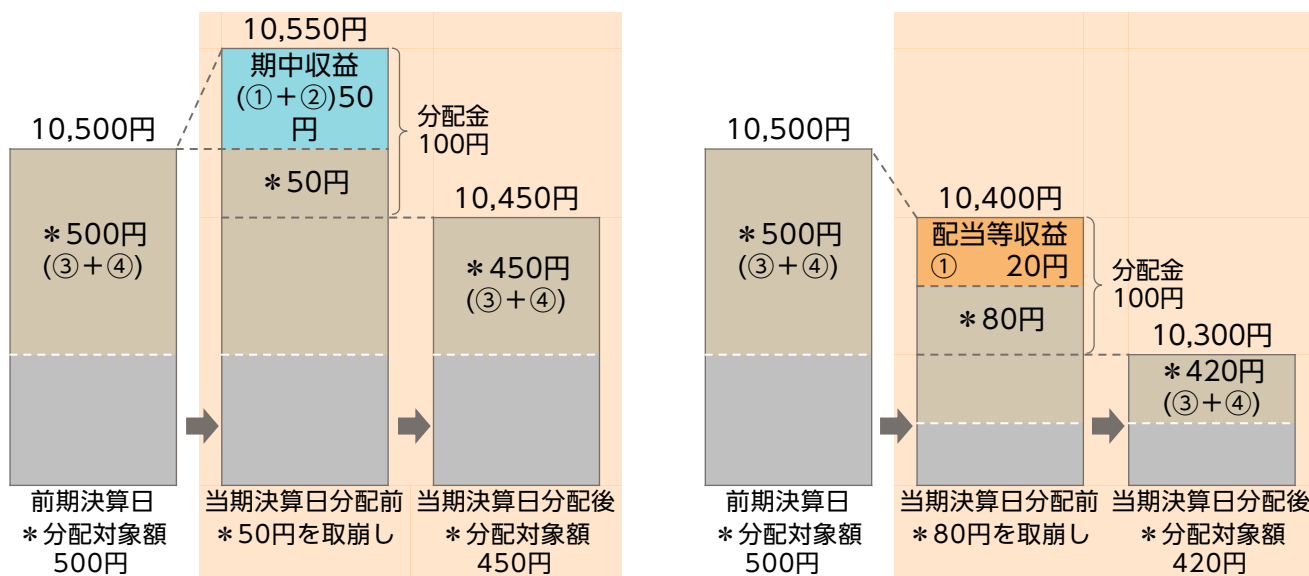 10,550円
期中収益
(①＋②)50
円
分配金
100円
10,500円
＊50円
10,450円
＊500円
(③＋④)
＊450円
(③＋④)
前期決算日
＊分配対象額
500円
当期決算日分配前
＊50円を取崩し
当期決算日分配後
＊分配対象額
450円
10,500円
10,400円
配当等収益
① 20円
分配金
100円
＊500円
(③＋④)
＊80円
10,300円
＊420円
(③＋④)
前期決算日
＊分配対象額
500円
当期決算日分配前
＊80円を取崩し
当期決算日分配後
＊分配対象額
420円